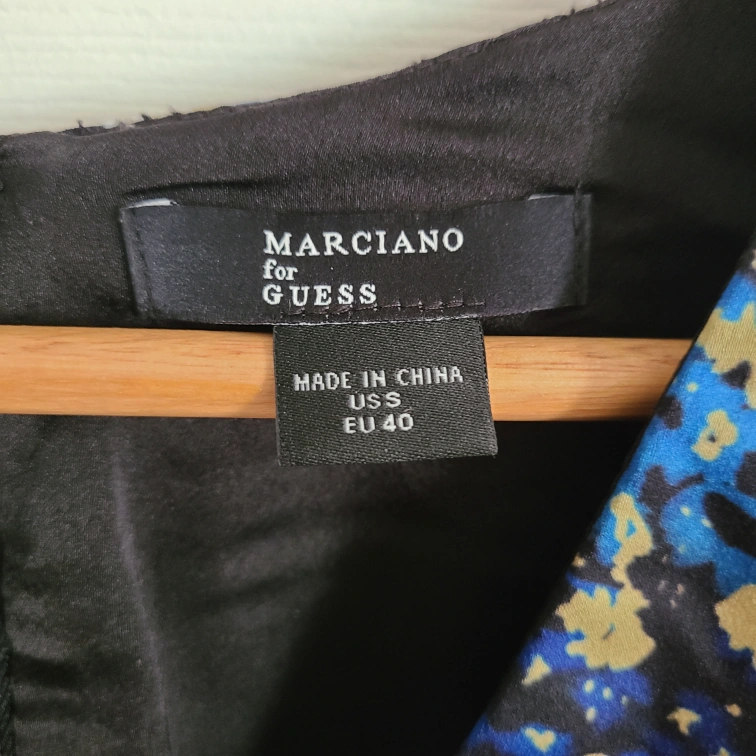 MARCIANO
for
GUESS
MADE IN CHINA
US S
EU 40